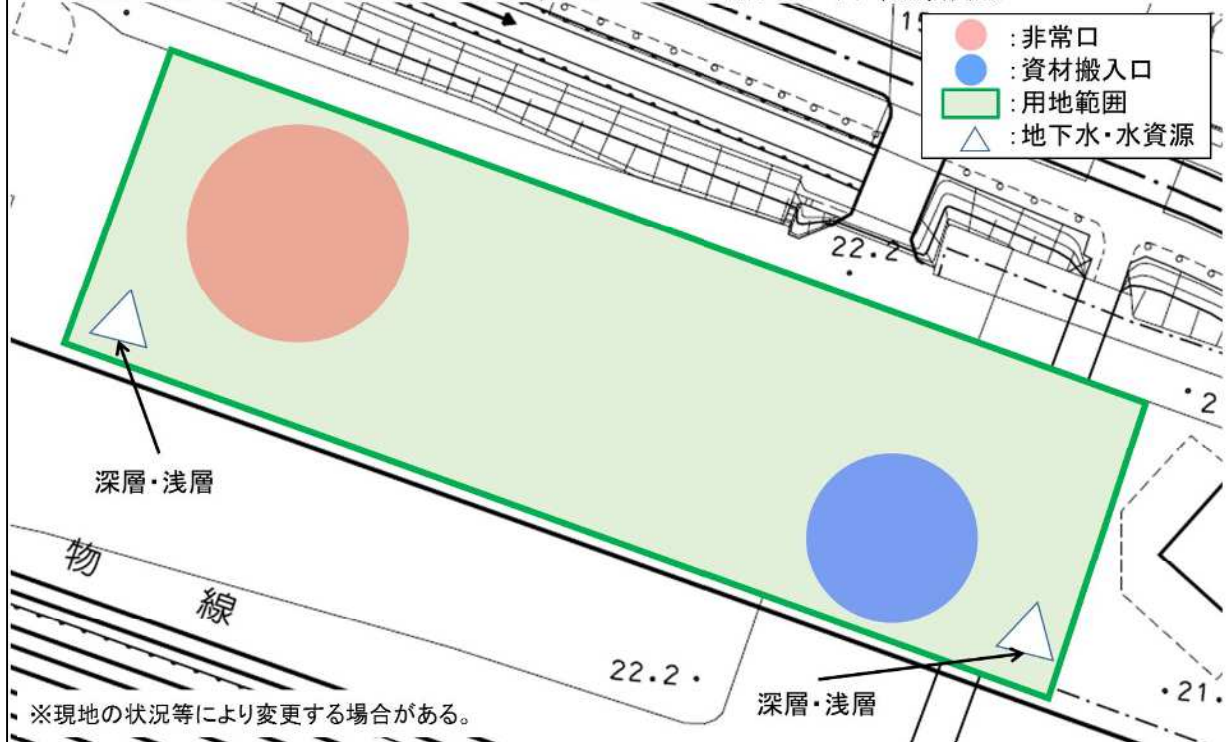 :非常口
:資材搬入口
:用地範囲
:地下水・水資源
22.2
深層・浅層
物
線
22.2
深層・浅層
21.
※現地の状況等により変更する場合がある。